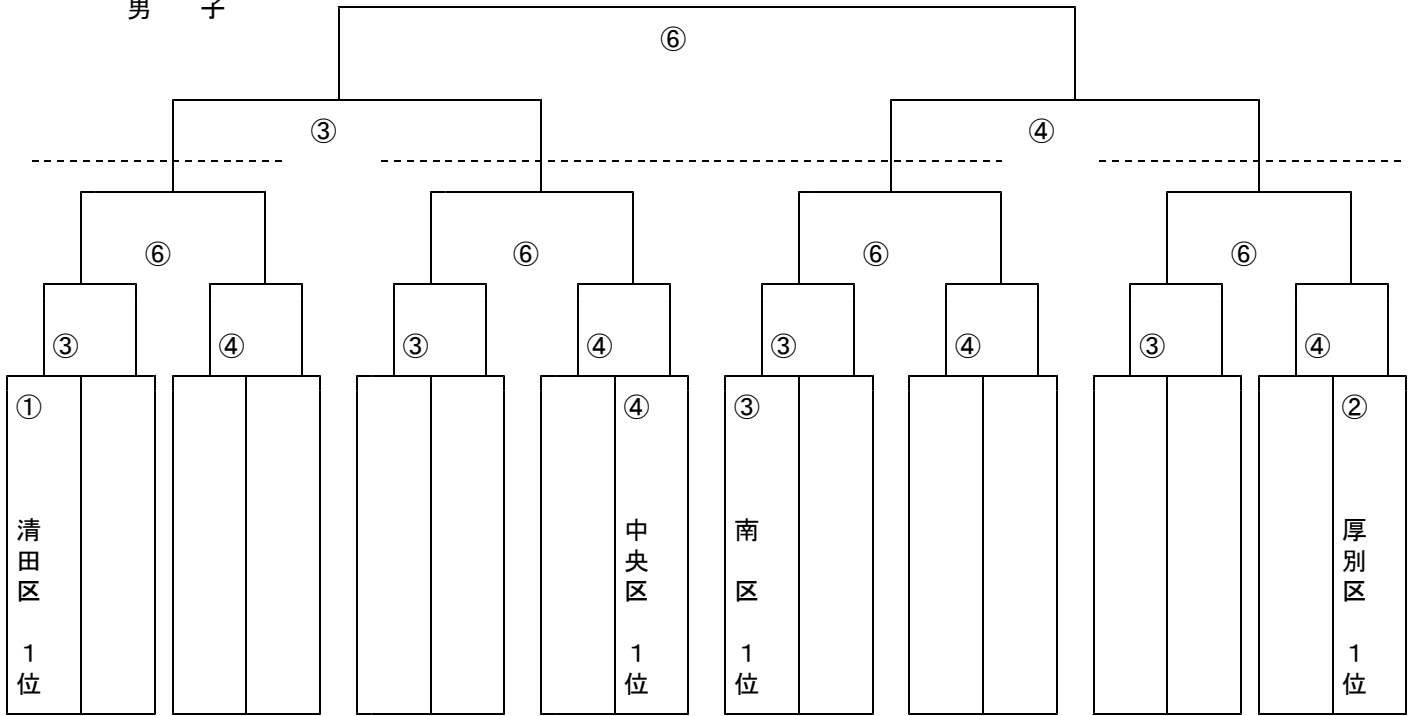 男 子
⑥
③ ④
⑥ ⑥ ⑥ ⑥
③ ④ ③ ④ ③ ④ ③ ④
① ④ ③ ②
清田区 1位
中央区 1位
南 区 1位
厚別区 1位